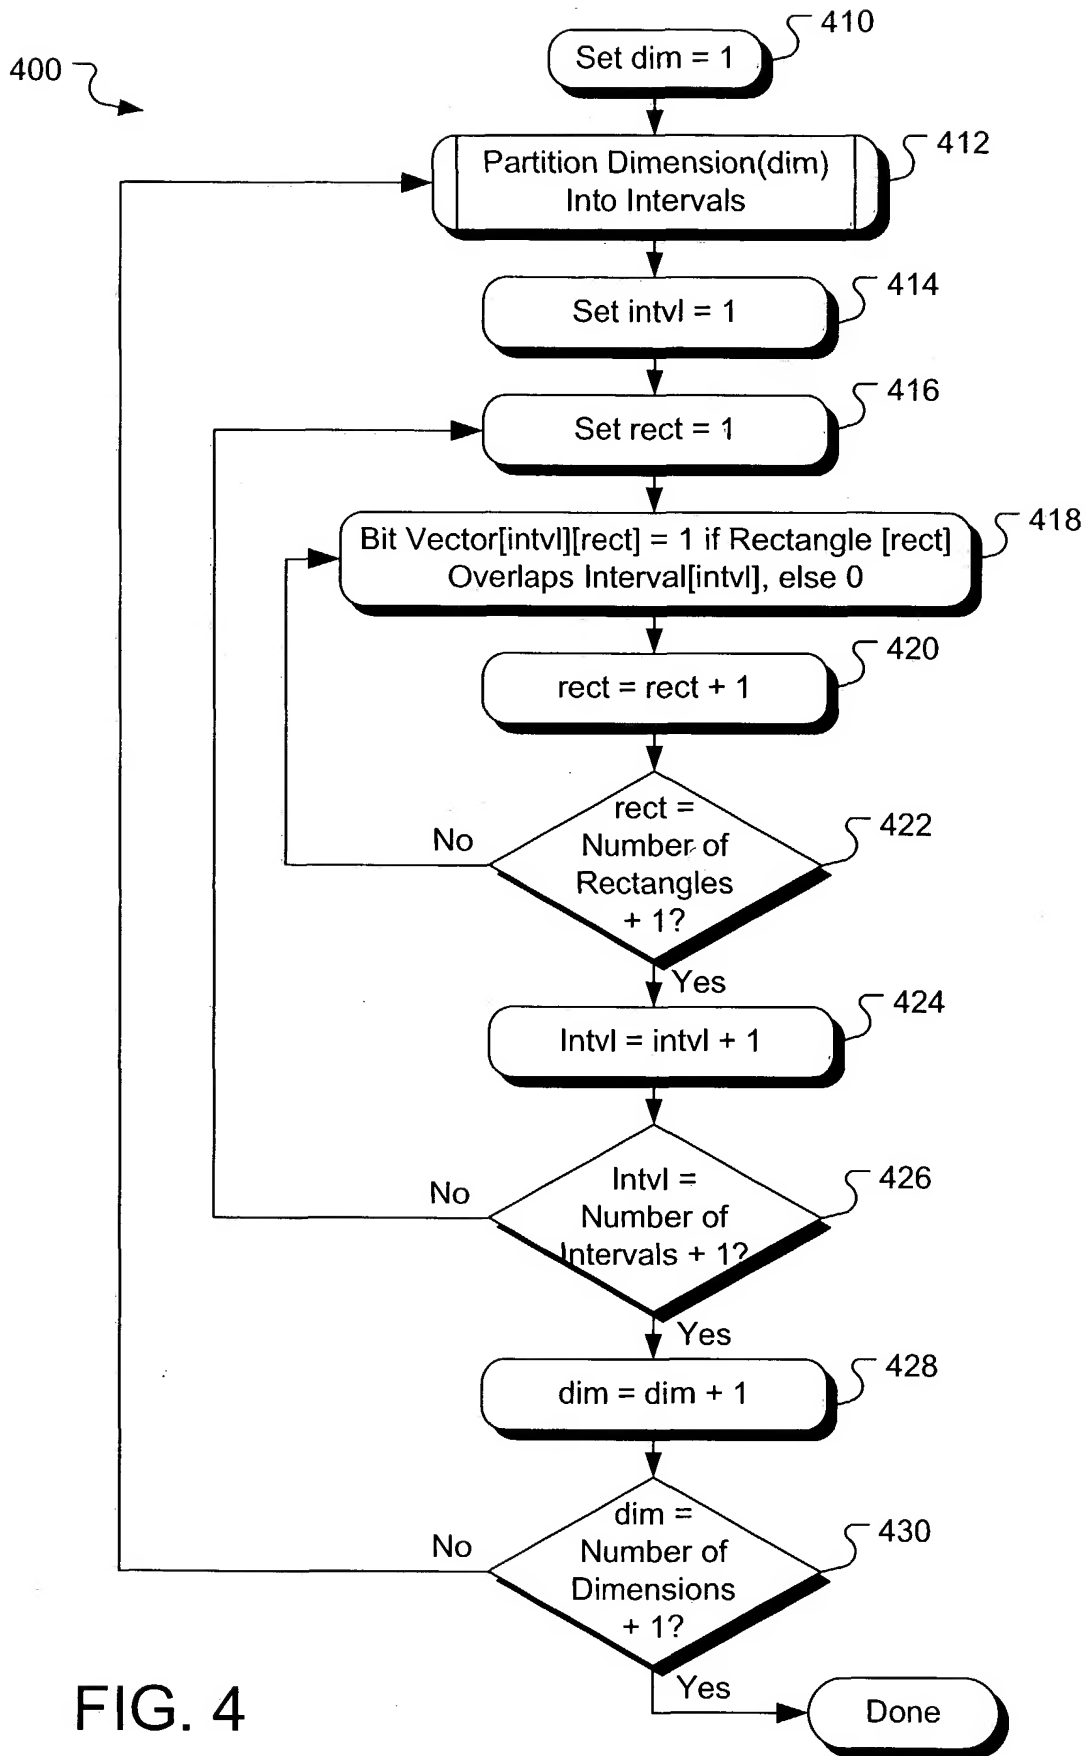 410
Set dim = 1
400
412
Partition Dimension(dim)
Into Intervals
414
Set intvl = 1
416
Set rect = 1
418
Bit Vector[intvl][rect] = 1 if Rectangle [rect]
Overlaps Interval[intvl], else 0
420
rect = rect + 1
422
rect =
Number of
Rectangles
+ 1?
No
Yes
424
Intvl = intvl + 1
426
Intvl =
Number of
Intervals + 1?
No
Yes
428
dim = dim + 1
430
dim =
Number of
Dimensions
+ 1?
No
Yes
Done
FIG. 4